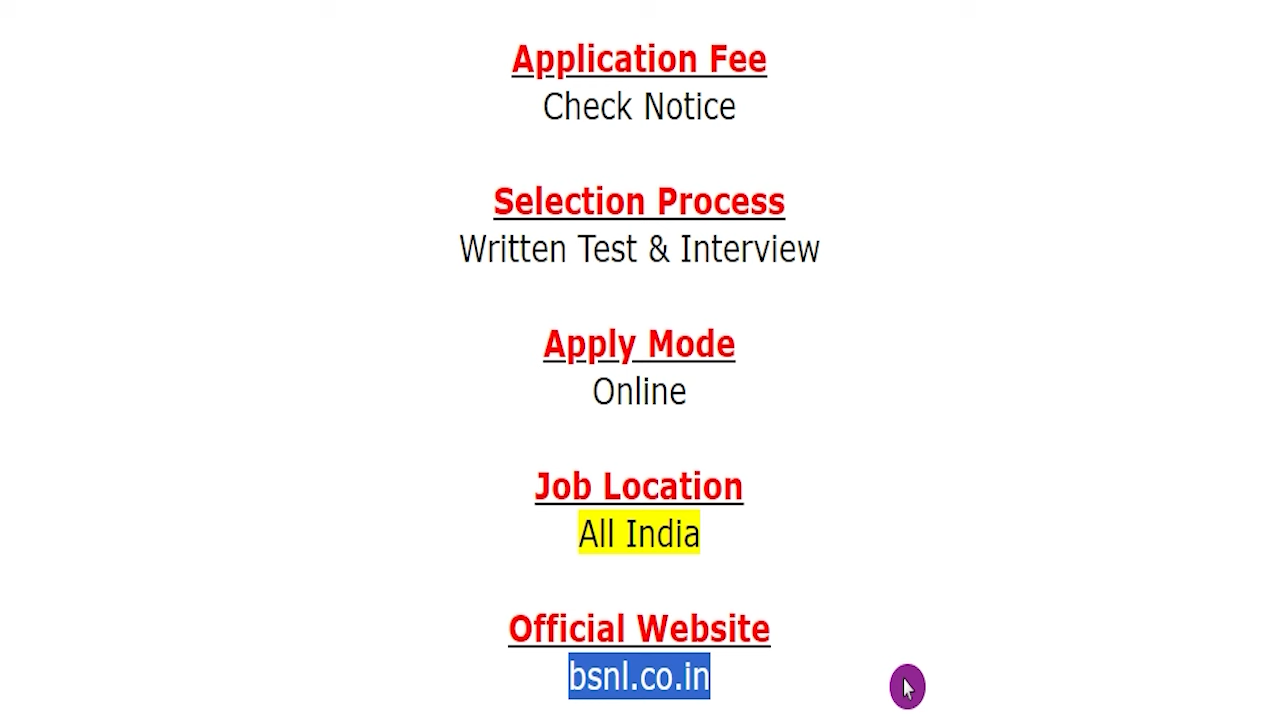 Application Fee
Check Notice
Selection Process
Written Test & Interview
Apply Mode
Online
Job Location
All India
Official Website
bsnl.co.in